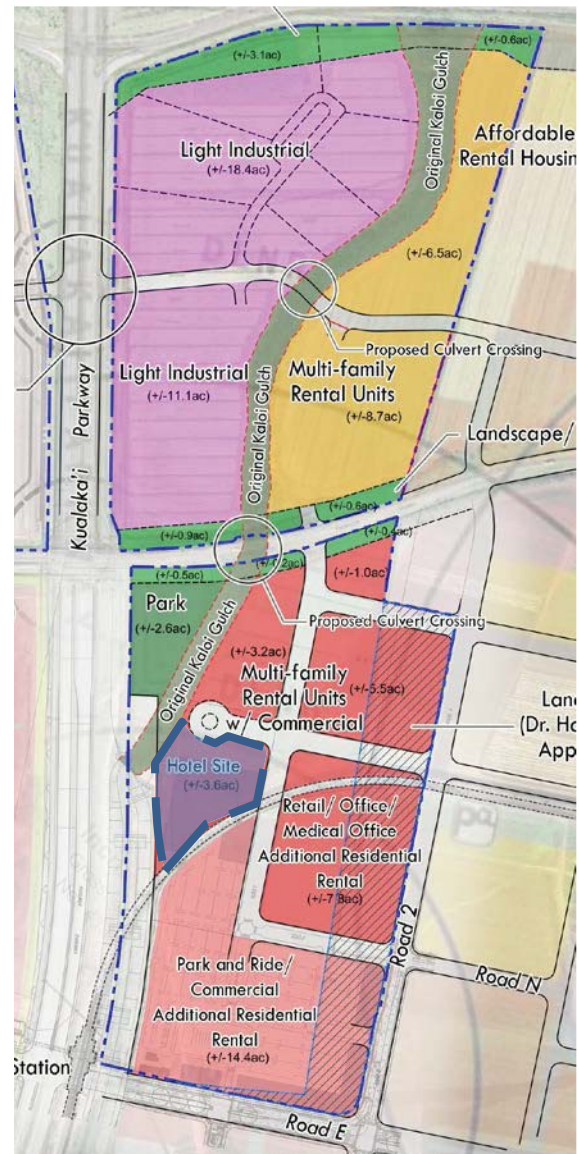 (+/-3.1ac)
(+/-0.6ac)
Original Kaloi Gulch
Affordable
Rental Housin
Light Industrial
(+/-18.4ac)
(+/-6.5ac)
Proposed Culvert Crossing
Light Industrial
(+/-11.1ac)
Multi-family
Rental Units
(+/-8.7ac)
Original Kaloi Gulch
Kualaka'i Parkway
Landscape/
(+/-0.6ac)
(+/-0.9ac)
(+/-0.5ac)
(+/-1.0ac)
Park
(+/-2.6ac)
Proposed Culvert Crossing
Original Kaloi Gulch
(+/-3.2ac)
Multi-family
Rental Units
w/ Commercial
(+/-5.5ac)
Lan
(Dr. Ho
App
Hotel Site
(+/-3.6ac)
Retail/ Office/
Medical Office
Additional Residential
Rental
(+/-7.8ac)
Road 2
Road N
Park and Ride/
Commercial
Additional Residential
Rental
(+/-14.4ac)
Station
Road E